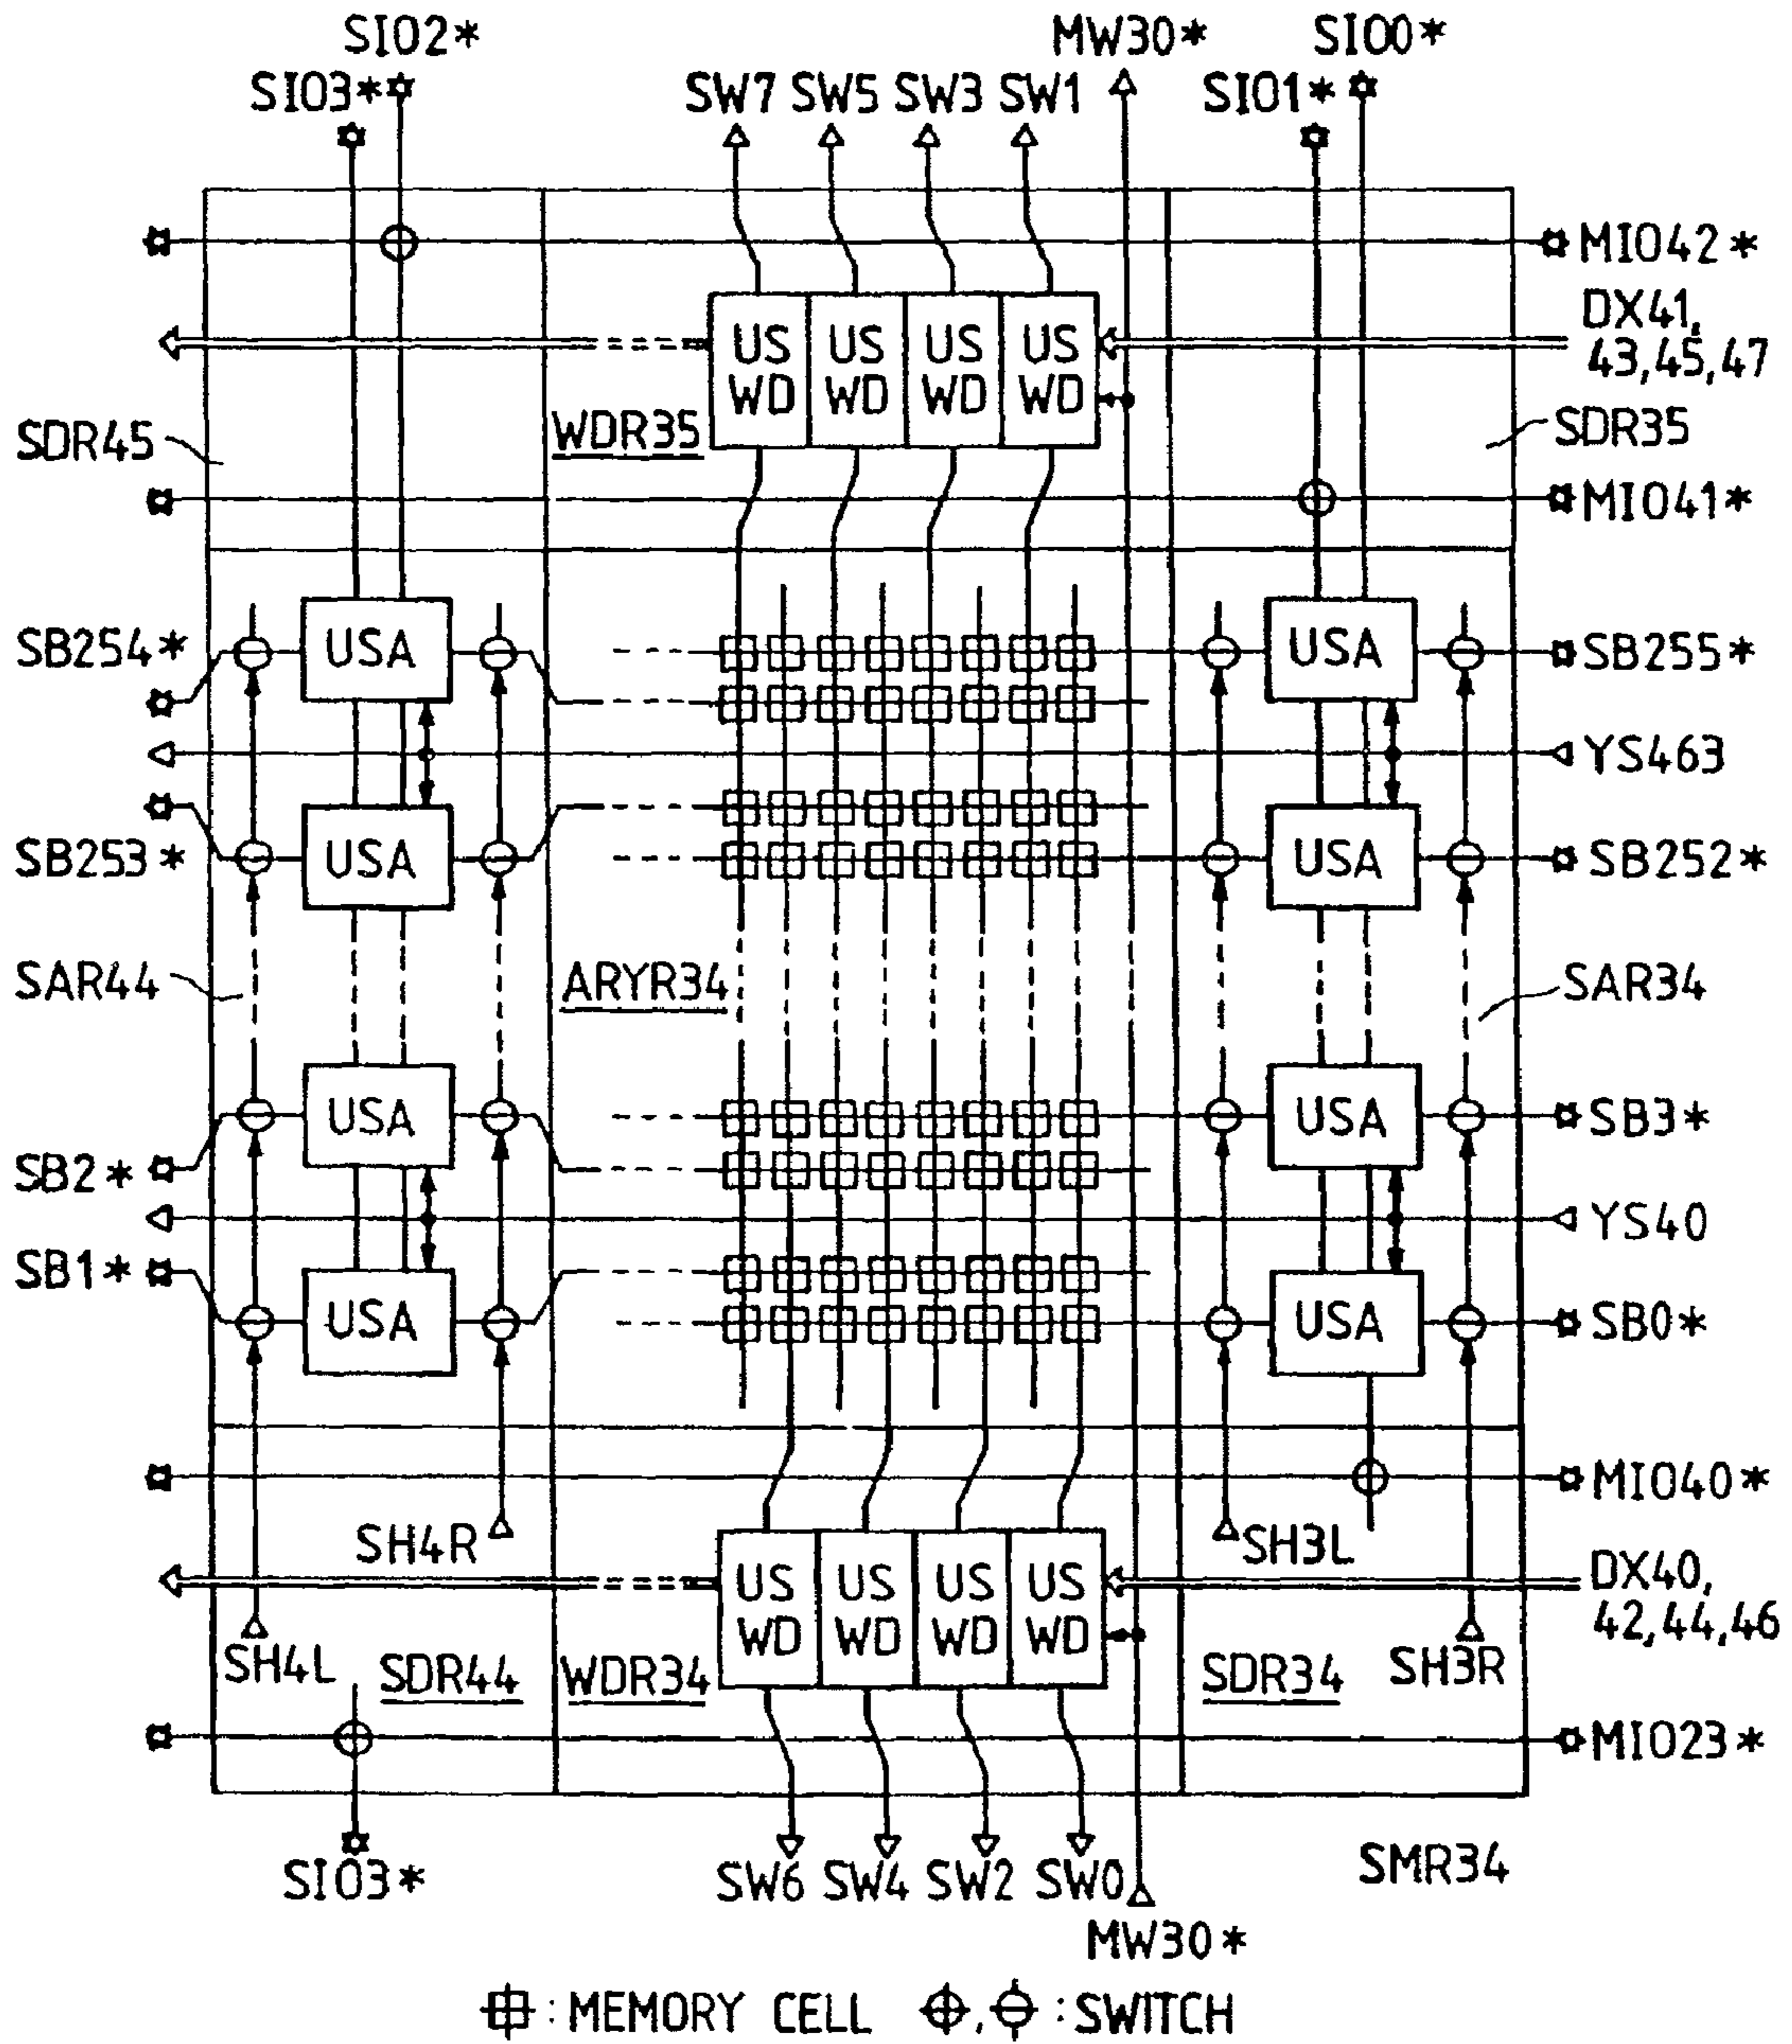 SIO2* MW30* SIO0*
SIO3* SW7 SW5 SW3 SW1 SIO1*
MIO42*
US US US US DX41,
WD WD WD WD 43,45,47
SDR45 WDR35 SDR35
MIO41*
SB254* USA USA SB255*
YS463
SB253* USA USA SB252*
SAR44 ARYR34 SAR34
USA USA SB3*
SB2*
YS40
SB1*
USA USA SB0*
MIO40*
SH4R SH3L
US US US US DX40,
WD WD WD WD 42,44,46
SH4L SDR44 WDR34 SDR34 SH3R
MIO23*
SIO3* SW6 SW4 SW2 SW0 SMR34
MW30*
: MEMORY CELL , : SWITCH